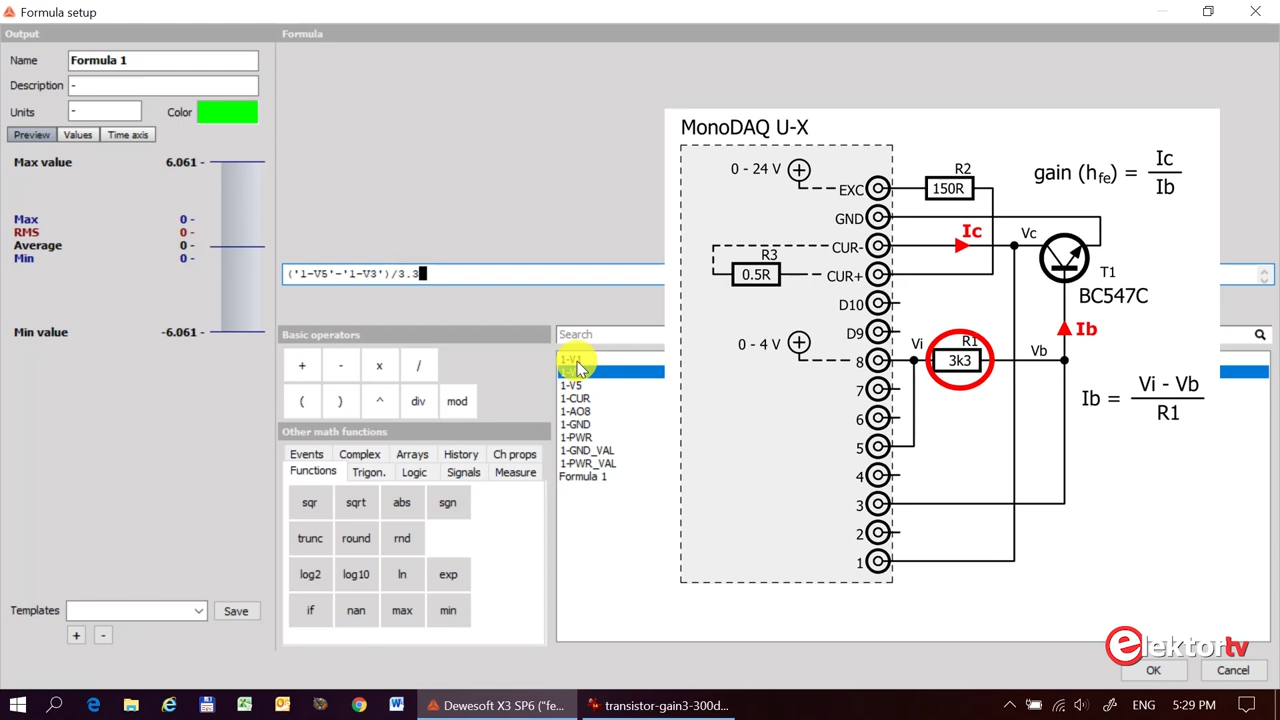 Formula setup
Output
Name
Formula 1
Description
-
Units
-
Color
Preview
Values
Time axis
Max value
6.061 -
Max
0 -
RMS
0 -
Average
0 -
Min
0 -
Min value
-6.061 -
Templates
Save
+
-
Formula
('1-V5'-'1-V3')/3.3
Basic operators
+
-
x
/
(
)
^
div
mod
Other math functions
Events
Complex
Arrays
History
Ch props
Functions
Trigon.
Logic
Signals
Measure
sqr
sqrt
abs
sgn
trunc
round
rnd
log2
log10
ln
exp
if
nan
max
min
Search
1-V1
1-V5
1-CUR
1-AO8
1-GND
1-PWR
1-GND_VAL
1-PWR_VAL
Formula 1
MonoDAQ U-X
0 - 24 V
EXC
GND
CUR-
CUR+
D10
D9
8
7
6
5
4
3
2
1
R3
0.5R
0 - 4 V
R2
150R
Ic
Vc
T1
BC547C
Ib
Vi
R1
3k3
Vb
gain (hfe) = Ic
Ib
Ib = Vi - Vb
R1
elektortv
OK
Cancel
Dewesoft X3 SP6 ("fe...
transistor-gain3-300d...
ENG
5:29 PM